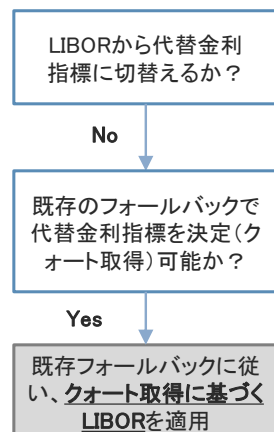 LIBORから代替金利
指標に切替えるか？
No
既存のフォールバックで
代替金利指標を決定（ク
ォート取得）可能か？
Yes
既存フォールバックに従
い、クォート取得に基づく
LIBORを適用